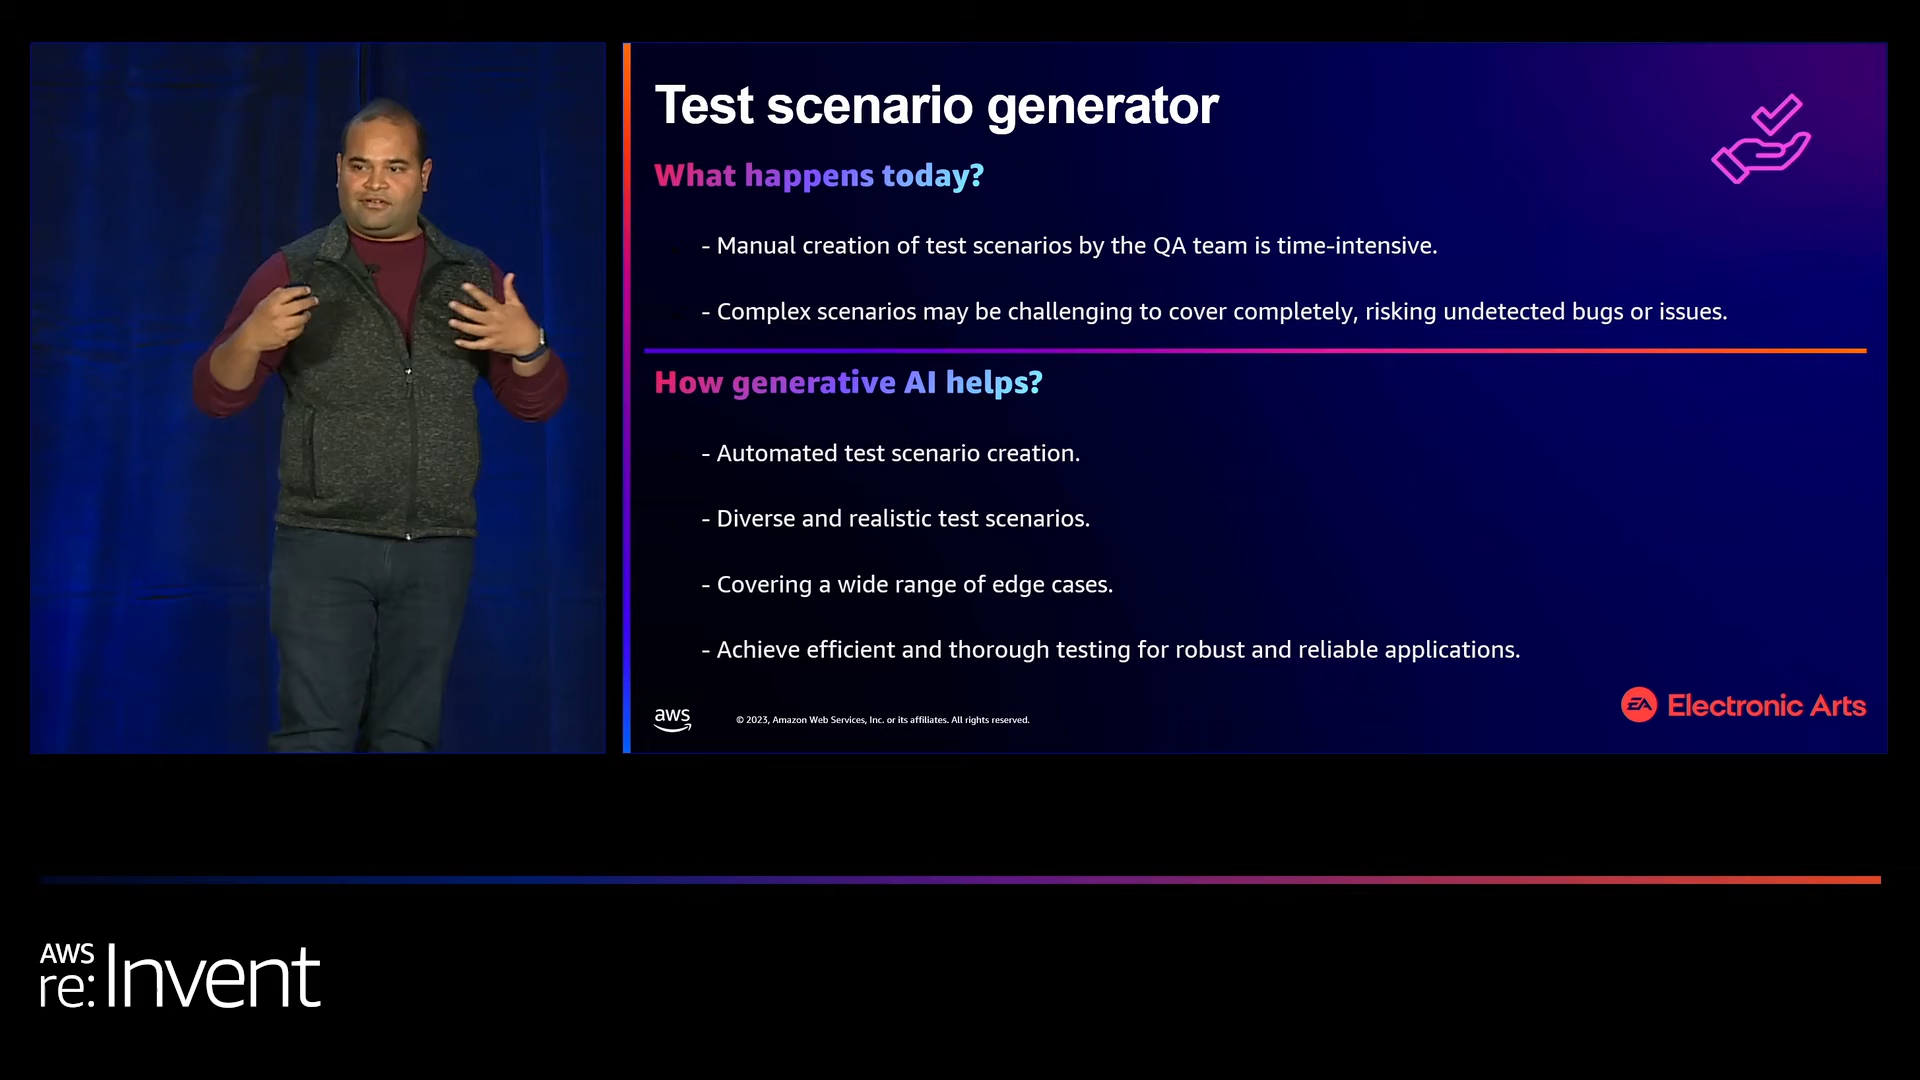 Test scenario generator
What happens today?
- Manual creation of test scenarios by the QA team is time-intensive.
- Complex scenarios may be challenging to cover completely, risking undetected bugs or issues.
How generative AI helps?
- Automated test scenario creation.
- Diverse and realistic test scenarios.
- Covering a wide range of edge cases.
- Achieve efficient and thorough testing for robust and reliable applications.
EA Electronic Arts
aws
© 2023, Amazon Web Services, Inc. or its affiliates. All rights reserved.
AWS
re:Invent